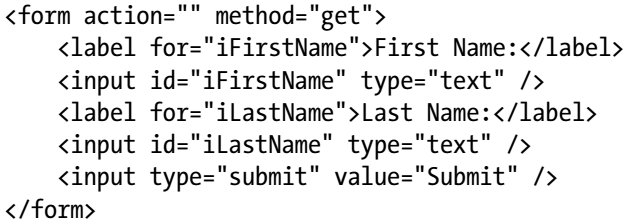 <form action="" method="get">
    <label for="iFirstName">First Name:</label>
    <input id="iFirstName" type="text" />
    <label for="iLastName">Last Name:</label>
    <input id="iLastName" type="text" />
    <input type="submit" value="Submit" />
</form>